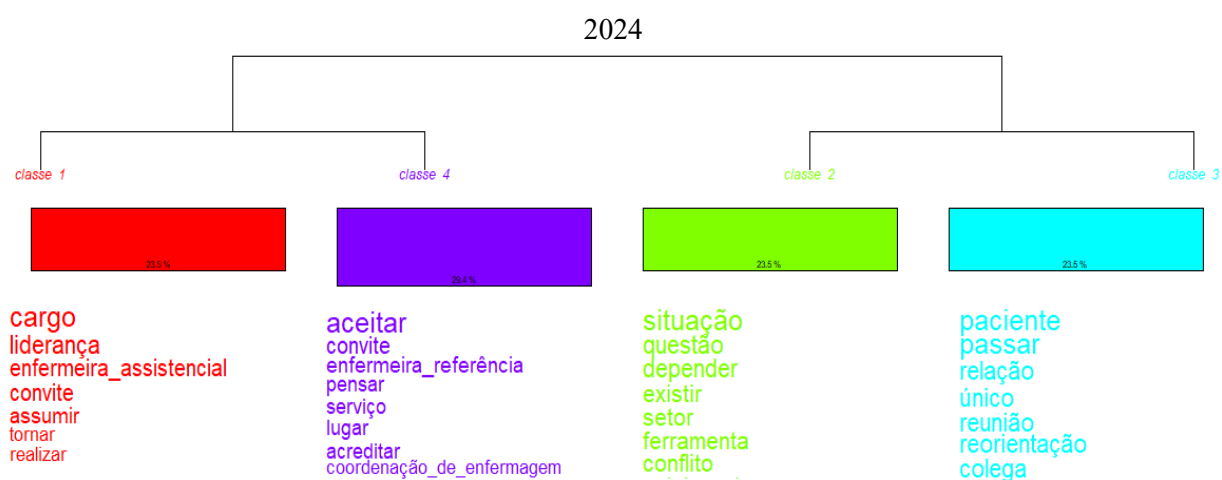 2024
classe 1
classe 4
classe 2
classe 3
23.5 %
26.4 %
23.5 %
23.5 %
cargo
liderança
enfermeira_assistencial
convite
assumir
tornar
realizar
aceitar
convite
enfermeira_referência
pensar
serviço
lugar
acreditar
coordenação_de_enfermagem
situação
questão
depender
existir
setor
ferramenta
conflito
paciente
passar
relação
único
reunião
reorientação
colega